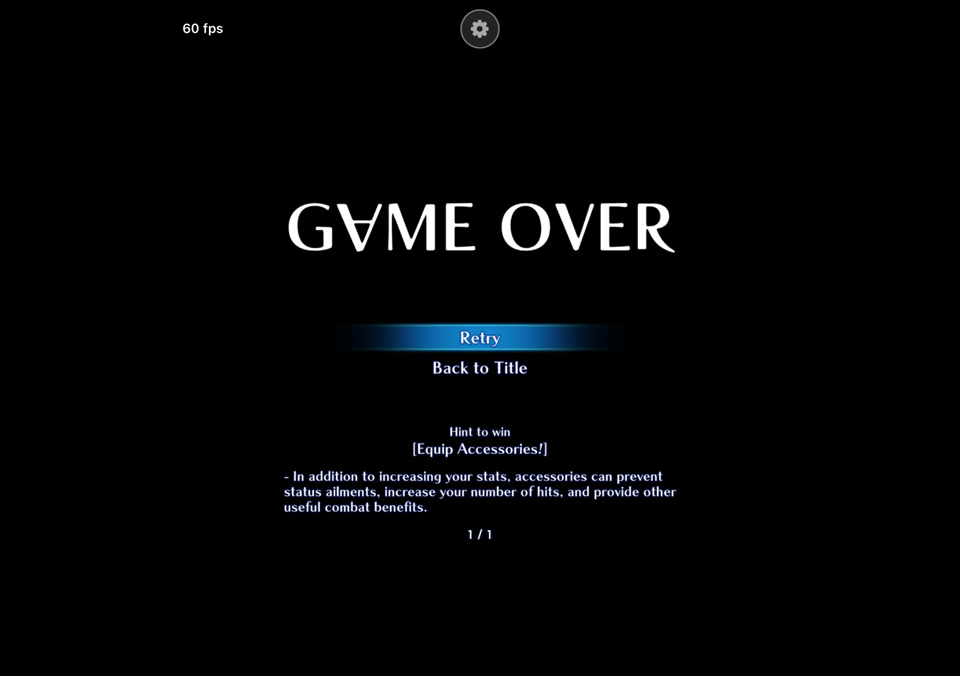 60 fps
G∀ME OVER
Retry
Back to Title
Hint to win
[Equip Accessories!]
- In addition to increasing your stats, accessories can prevent
status ailments, increase your number of hits, and provide other
useful combat benefits.
1 / 1